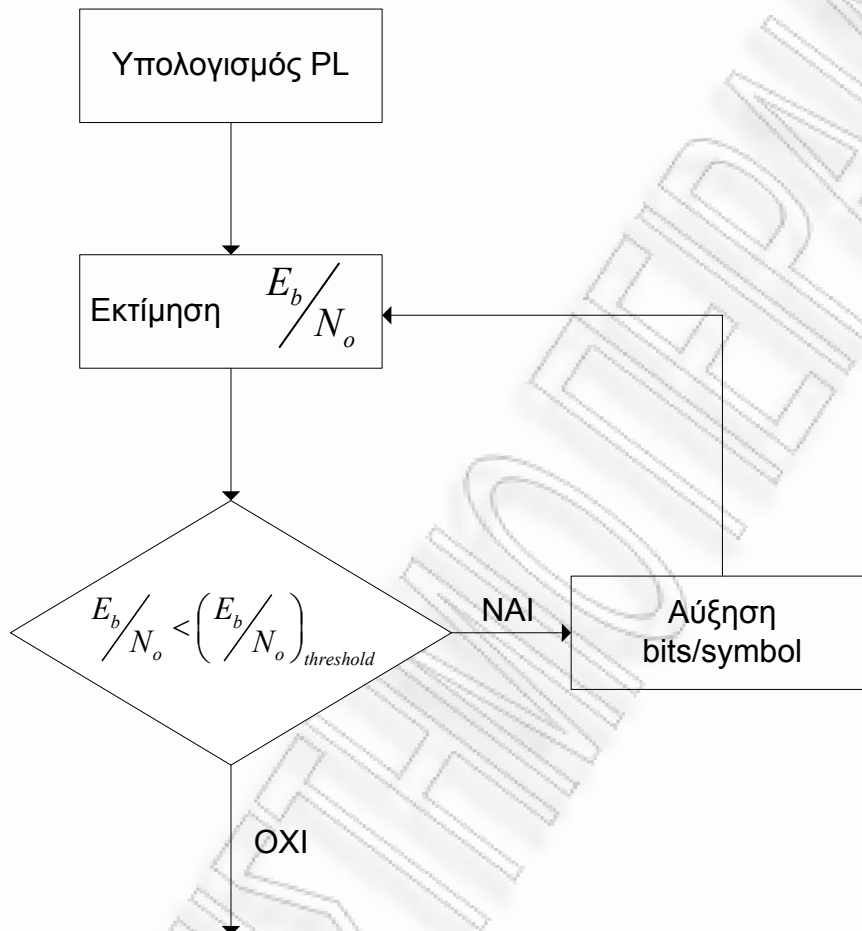 Υπολογισμός PL
Εκτίμηση E_b/N_o
E_b/N_o < (E_b/N_o)_threshold
ΝΑΙ
Αύξηση
bits/symbol
ΟΧΙ